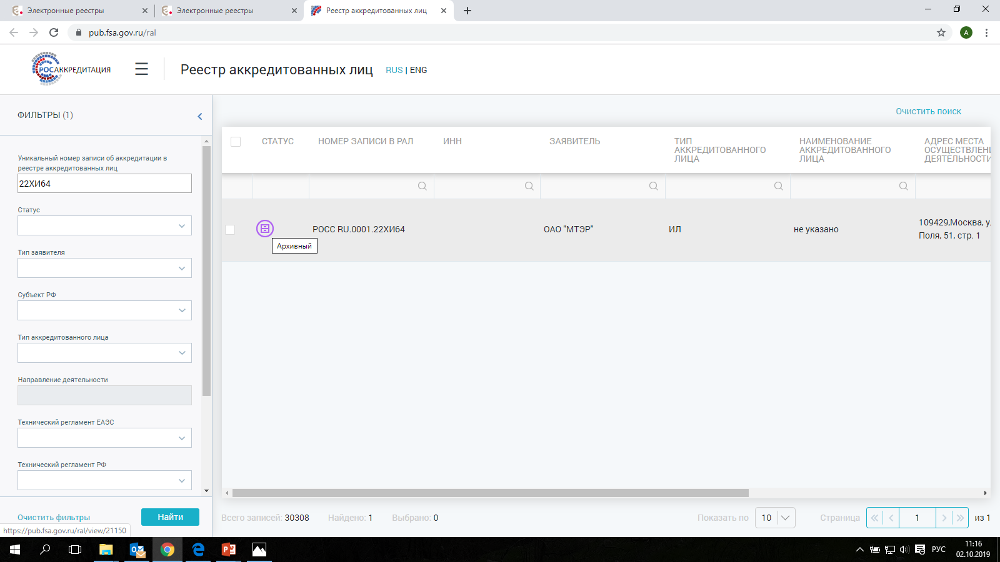 Электронные реестры
Электронные реестры
Реестр аккредитованных лиц
pub.fsa.gov.ru/ral
A
РОСАККРЕДИТАЦИЯ
Реестр аккредитованных лиц
RUS | ENG
ФИЛЬТРЫ (1)
Очистить поиск
Уникальный номер записи об аккредитации в
реестре аккредитованных лиц
22ХИ64
Статус
Тип заявителя
Субъект РФ
Тип аккредитованного лица
Направление деятельности
Технический регламент ЕАЭС
Технический регламент РФ
Очистить фильтры
Найти
https://pub.fsa.gov.ru/ral/view/21150
СТАТУС
НОМЕР ЗАПИСИ В РАЛ
ИНН
ЗАЯВИТЕЛЬ
ТИП
АККРЕДИТОВАННОГО
ЛИЦА
НАИМЕНОВАНИЕ
АККРЕДИТОВАННОГО
ЛИЦА
АДРЕС МЕСТА
ОСУЩЕСТВЛЕН
ДЕЯТЕЛЬНОСТИ
РОСС RU.0001.22ХИ64
ОАО "МТЭР"
ИЛ
не указано
109429,Москва, у.
Поля, 51, стр. 1
Архивный
Всего записей: 30308
Найдено: 1
Выбрано: 0
Показать по
10
Страница
1
из 1
РУС
11:16
02.10.2019